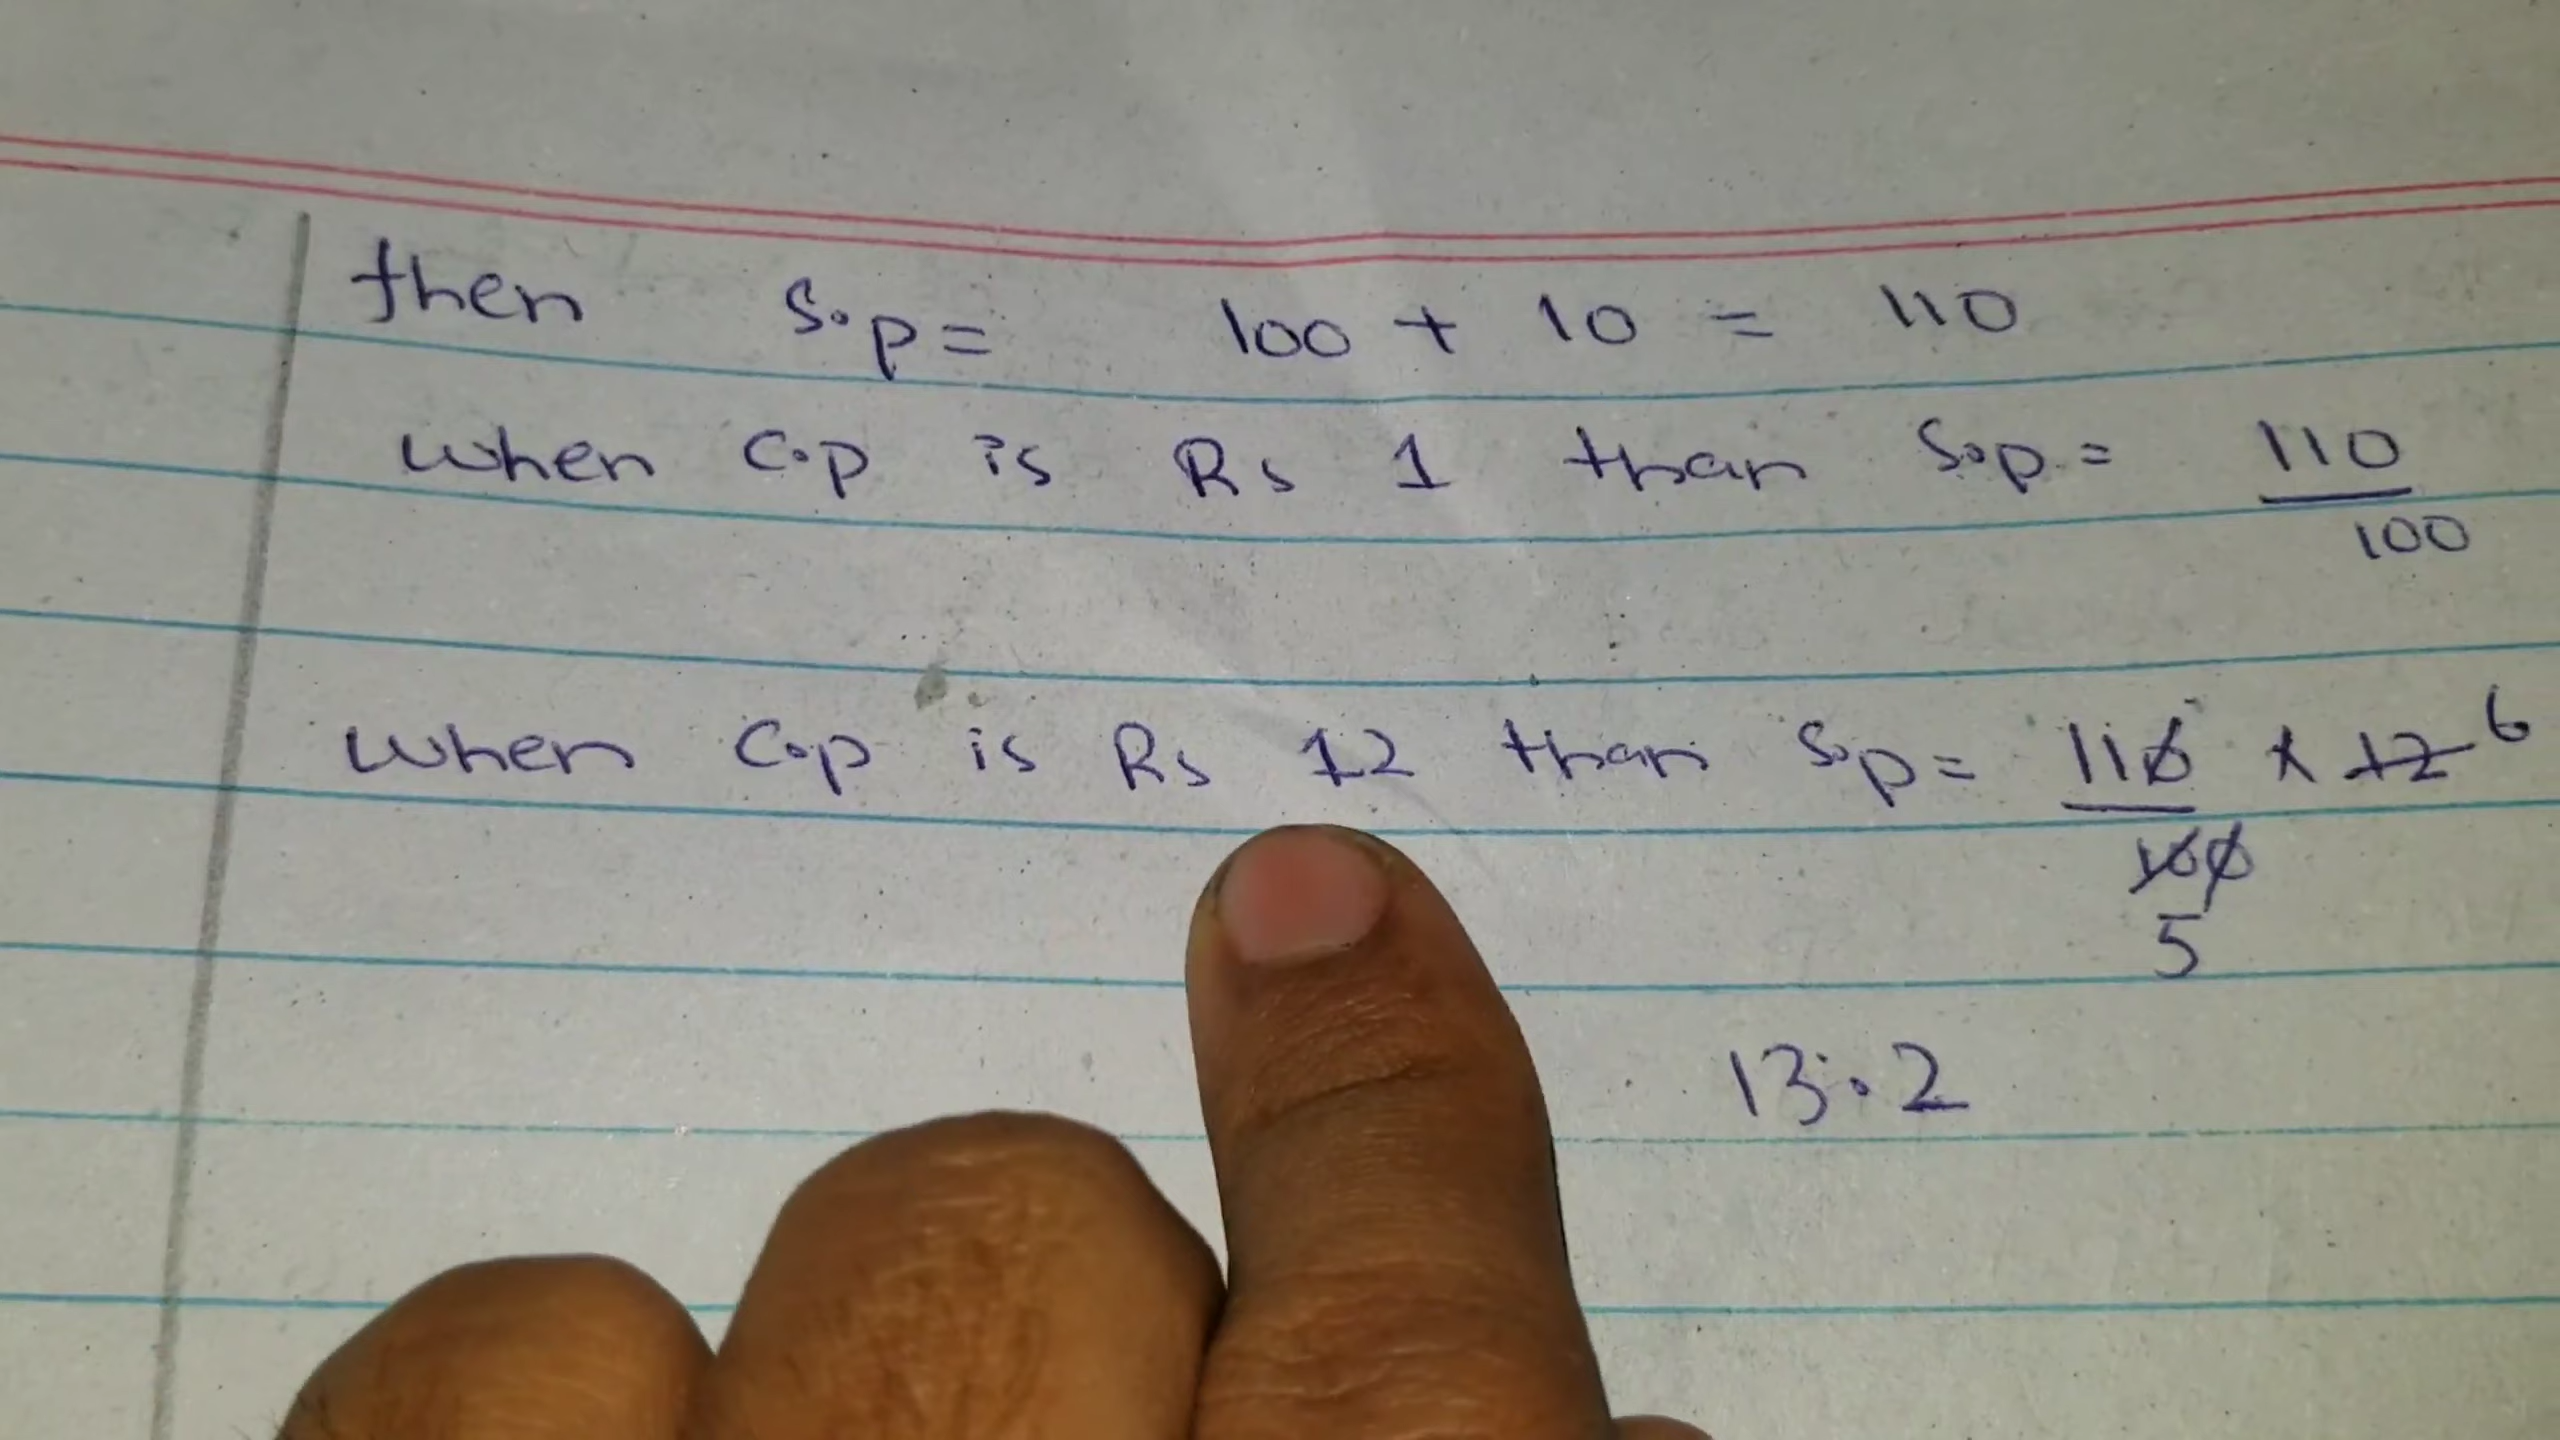 then S.p = 100 + 10 = 110
when C.p is Rs 1 than S.p. = 110
100
when C.p is Rs 12 than S.p = 110 x 12 6
100
5
13.2